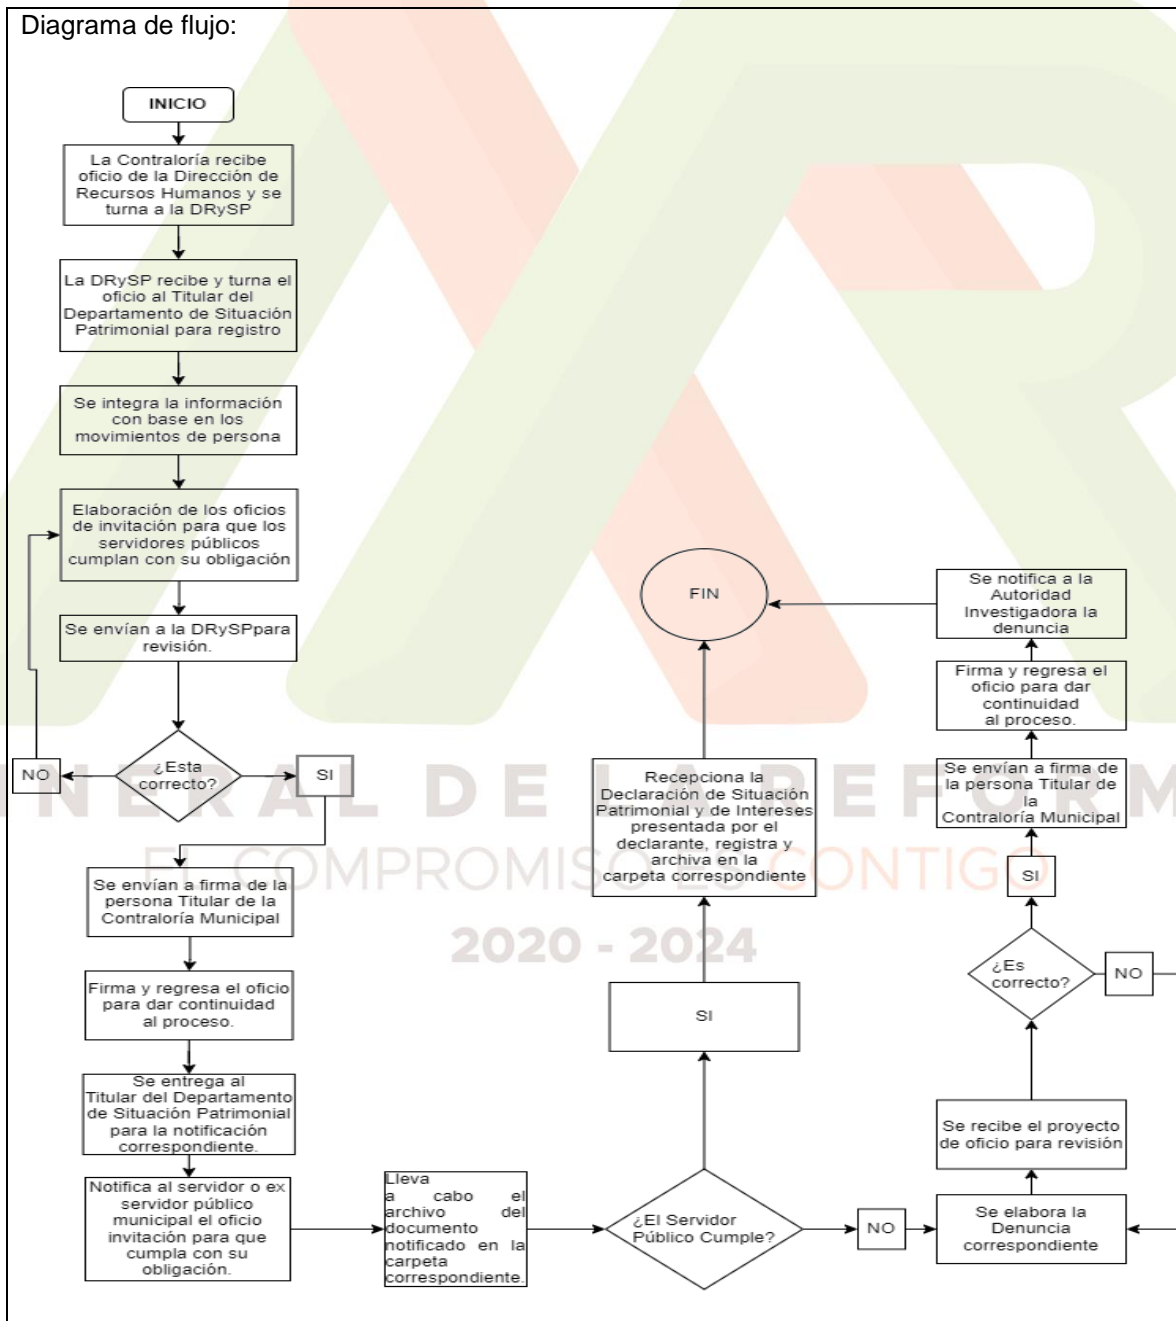 Diagrama de flujo:
INICIO
La Contraloría recibe
oficio de la Dirección de
Recursos Humanos y se
turna a la DRySP
La DRySP recibe y turna el
oficio al Titular del
Departamento de Situación
Patrimonial para registro
Se integra la información
con base en los
movimientos de persona
Elaboración de los oficios
de invitación para que los
servidores públicos
cumplan con su obligación
Se envían a la DRySPpara
revisión.
¿Esta
correcto?
NO
SI
Se envían a firma de la
persona Titular de la
Contraloría Municipal
Firma y regresa el oficio
para dar continuidad
al proceso.
Se entrega al
Titular del Departamento
de Situación Patrimonial
para la notificación
correspondiente.
Notifica al servidor o ex
servidor público
municipal el oficio
invitación para que
cumpla con su
obligación.
Lleva
a cabo el
archivo del
documento
notificado en la
carpeta
correspondiente.
¿El Servidor
Público Cumple?
SI
Recepciona la
Declaración de Situación
Patrimonial y de Intereses
presentada por el
declarante, registra y
archiva en la
carpeta correspondiente
FIN
NO
Se elabora la
Denuncia
correspondiente
Se recibe el proyecto
de oficio para revisión
¿Es
correcto?
NO
SI
Se envían a firma de
la persona Titular de
la
Contraloría Municipal
Firma y regresa el
oficio para dar
continuidad
al proceso.
Se notifica a la
Autoridad
Investigadora la
denuncia
NERAL DE LA REFORM
EL COMPROMISO ES CONTIGO
2020 - 2024